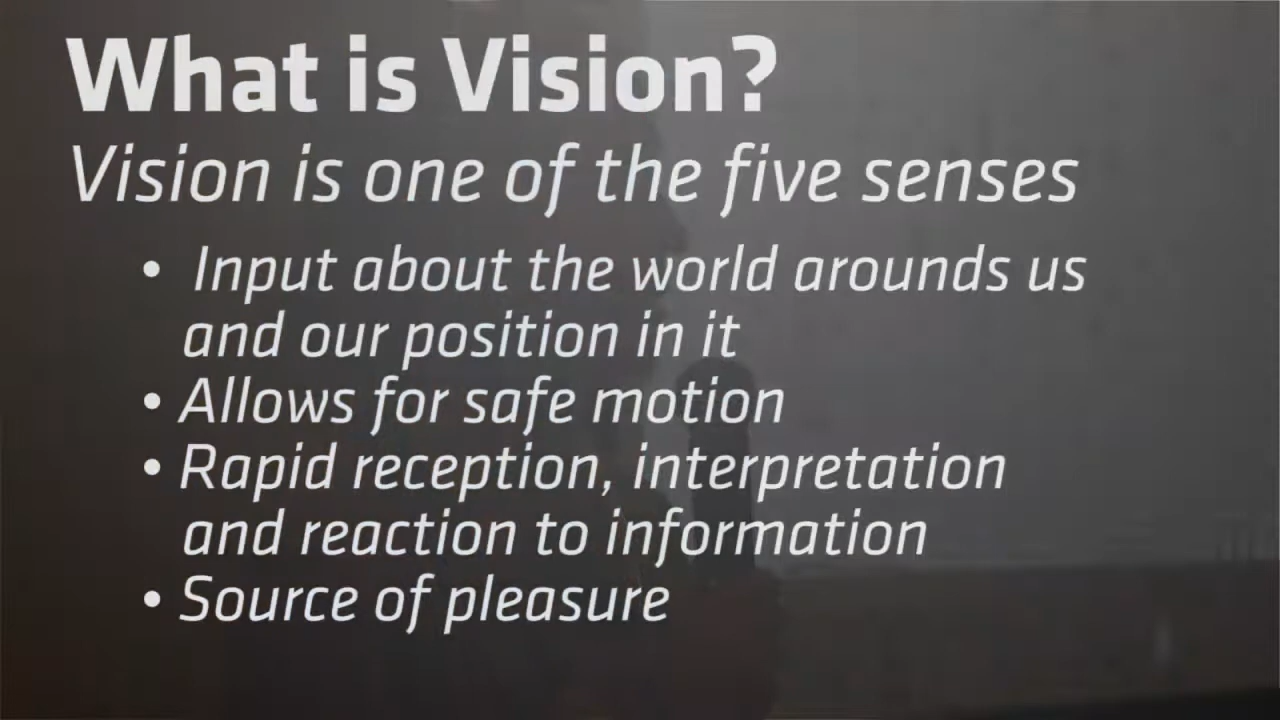 What is Vision?
Vision is one of the five senses
• Input about the world arounds us
and our position in it
• Allows for safe motion
• Rapid reception, interpretation
and reaction to information
• Source of pleasure